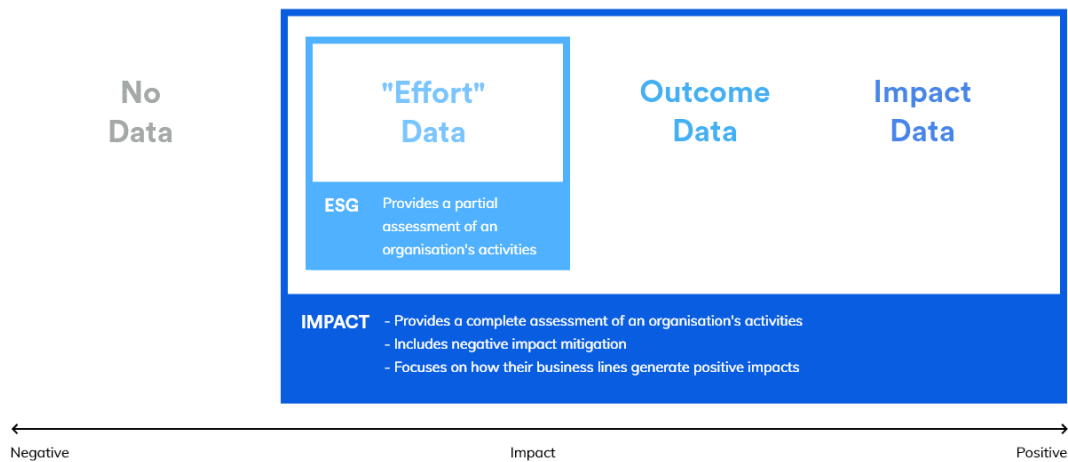 No
Data
"Effort"
Data
Outcome
Data
Impact
Data
ESG
Provides a partial
assessment of an
organisation's activities
IMPACT
- Provides a complete assessment of an organisation's activities
- Includes negative impact mitigation
- Focuses on how their business lines generate positive impacts
Negative
Impact
Positive